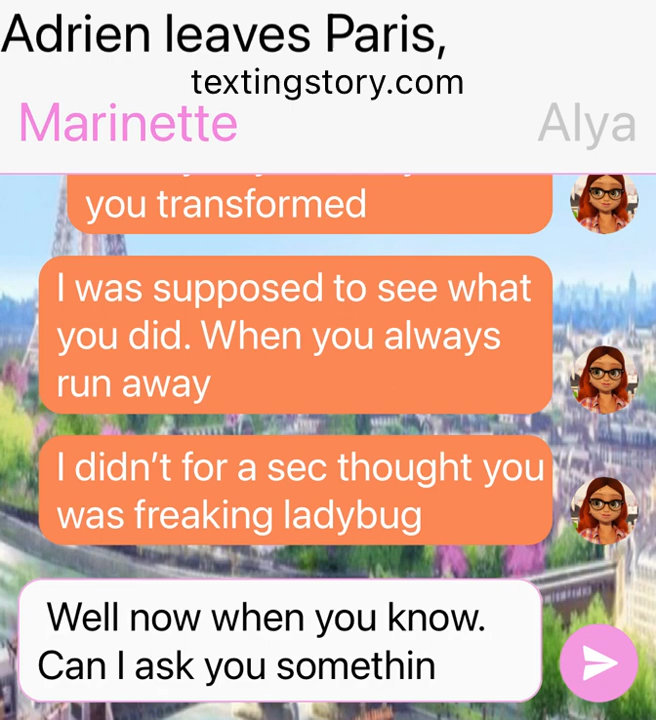 Adrien leaves Paris,
textingstory.com
Marinette Alya
you transformed
I was supposed to see what
you did. When you always
run away
I didn't for a sec thought you
was freaking ladybug
Well now when you know.
Can I ask you somethin